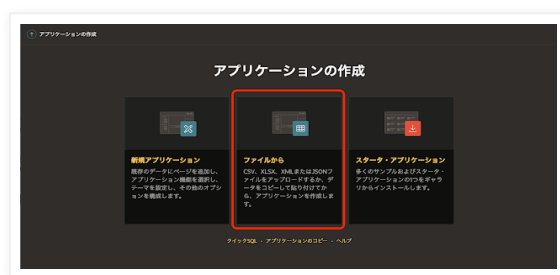 アプリケーションの作成
アプリケーションの作成
新規アプリケーション
既存のデータにページを追加し、
アプリケーション機能を選択し、
テーマを設定し、その他のオプシ
ョンを構成します。
ファイルから
CSV、XLSX、XMLまたはJSONフ
ァイルをアップロードするか、デ
ータをコピーして貼り付けてか
ら、アプリケーションを作成しま
す。
スタータ・アプリケーション
多くのサンプルおよびスタータ・
アプリケーションの1つをギャラ
リからインストールします。
クイックSQL - アプリケーションのコピー - ヘルプ